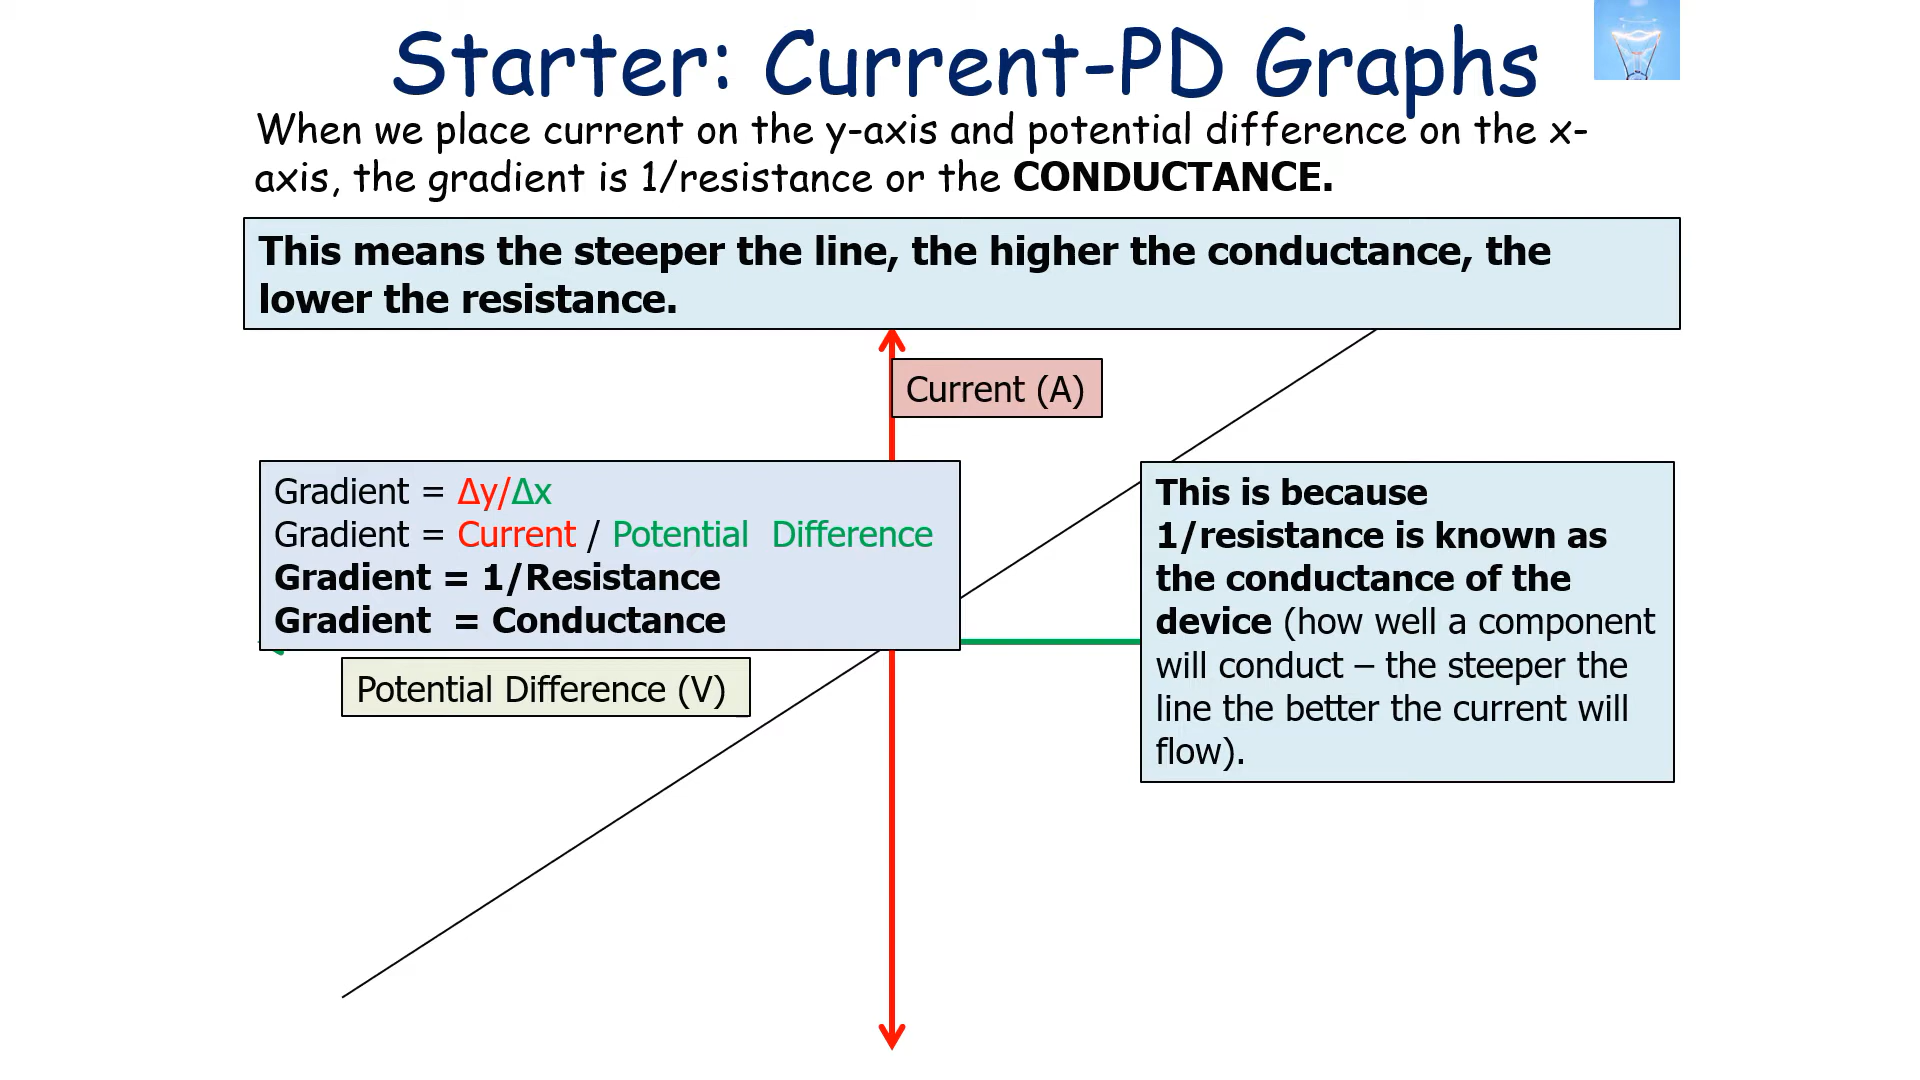 Starter: Current-PD Graphs
When we place current on the y-axis and potential difference on the x-
axis, the gradient is 1/resistance or the CONDUCTANCE.
This means the steeper the line, the higher the conductance, the
lower the resistance.
Current (A)
Gradient = Δy/Δx
Gradient = Current / Potential Difference
Gradient = 1/Resistance
Gradient = Conductance
Potential Difference (V)
This is because
1/resistance is known as
the conductance of the
device (how well a component
will conduct – the steeper the
line the better the current will
flow).